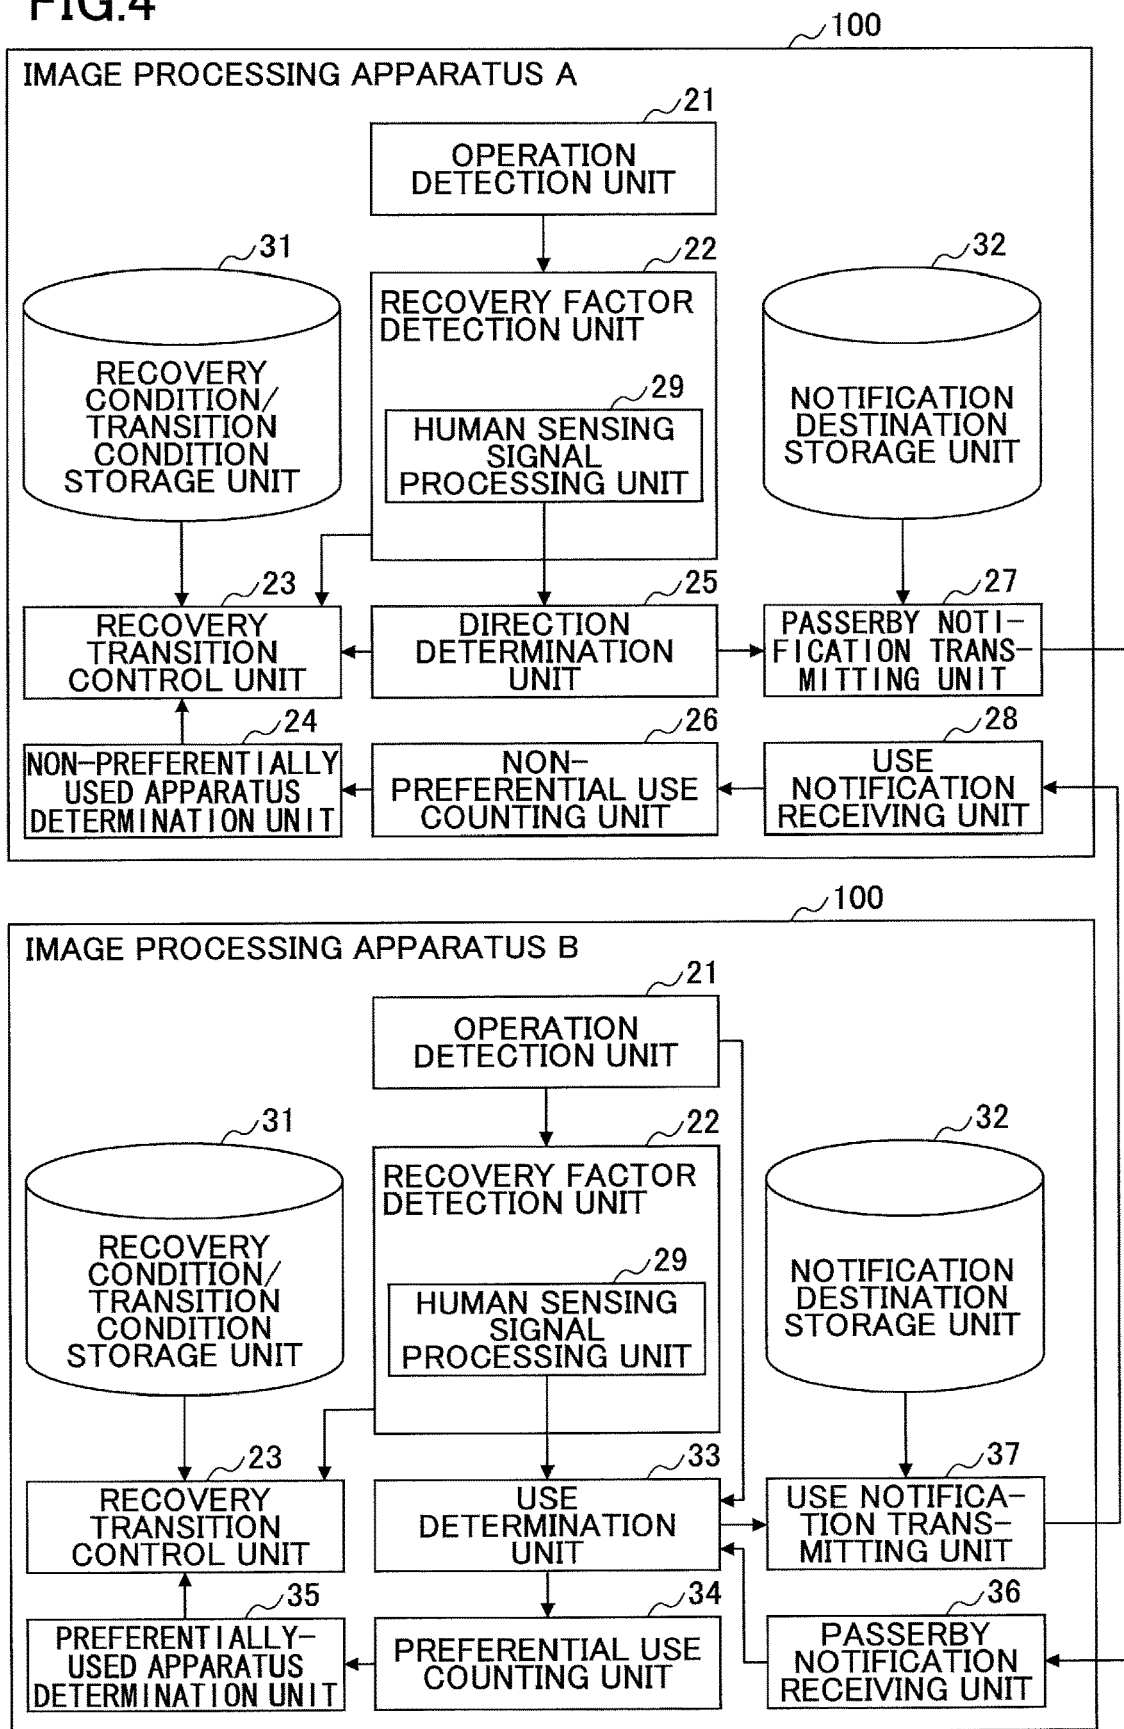 FIG.4
100
IMAGE PROCESSING APPARATUS A
21
OPERATION
DETECTION UNIT
31
RECOVERY
CONDITION/
TRANSITION
CONDITION
STORAGE UNIT
22
RECOVERY FACTOR
DETECTION UNIT
29
HUMAN SENSING
SIGNAL
PROCESSING UNIT
32
NOTIFICATION
DESTINATION
STORAGE UNIT
23
RECOVERY
TRANSITION
CONTROL UNIT
25
DIRECTION
DETERMINATION
UNIT
27
PASSERBY NOTI-
FICATION TRANS-
MITTING UNIT
24
NON-PREFERENTIALLY
USED APPARATUS
DETERMINATION UNIT
26
NON-
PREFERENTIAL USE
COUNTING UNIT
28
USE
NOTIFICATION
RECEIVING UNIT
100
IMAGE PROCESSING APPARATUS B
21
OPERATION
DETECTION UNIT
31
RECOVERY
CONDITION/
TRANSITION
CONDITION
STORAGE UNIT
22
RECOVERY FACTOR
DETECTION UNIT
29
HUMAN SENSING
SIGNAL
PROCESSING UNIT
32
NOTIFICATION
DESTINATION
STORAGE UNIT
23
RECOVERY
TRANSITION
CONTROL UNIT
33
USE
DETERMINATION
UNIT
37
USE NOTIFICA-
TION TRANS-
MITTING UNIT
35
PREFERENTIALLY-
USED APPARATUS
DETERMINATION UNIT
34
PREFERENTIAL USE
COUNTING UNIT
36
PASSERBY
NOTIFICATION
RECEIVING UNIT